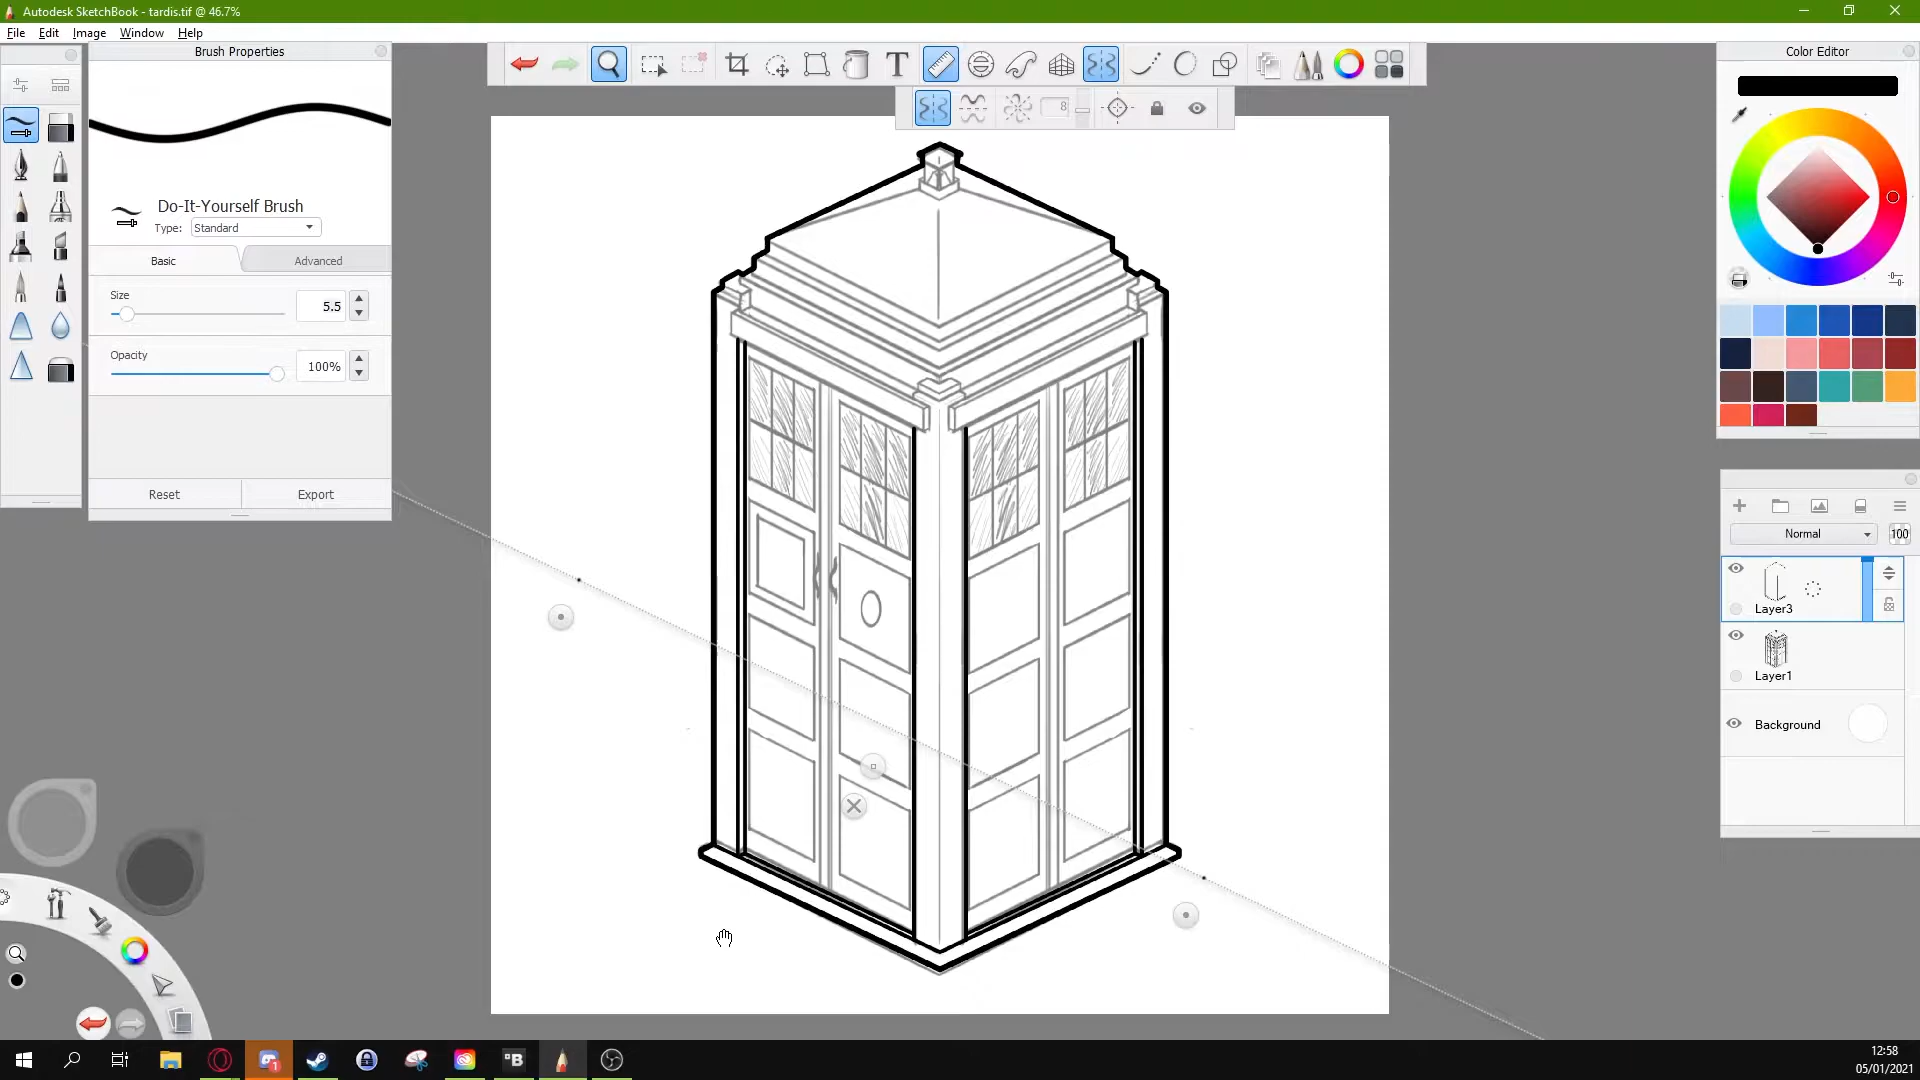 Autodesk SketchBook - tardis.tif @ 46.7%
File Edit Image Window Help
Brush Properties
Do-It-Yourself Brush
Type: Standard
Basic Advanced
Size
5.5
Opacity
100%
Reset Export
T
8
Color Editor
Normal 100
Layer3
Layer1
Background
B
1
12:58
05/01/2021